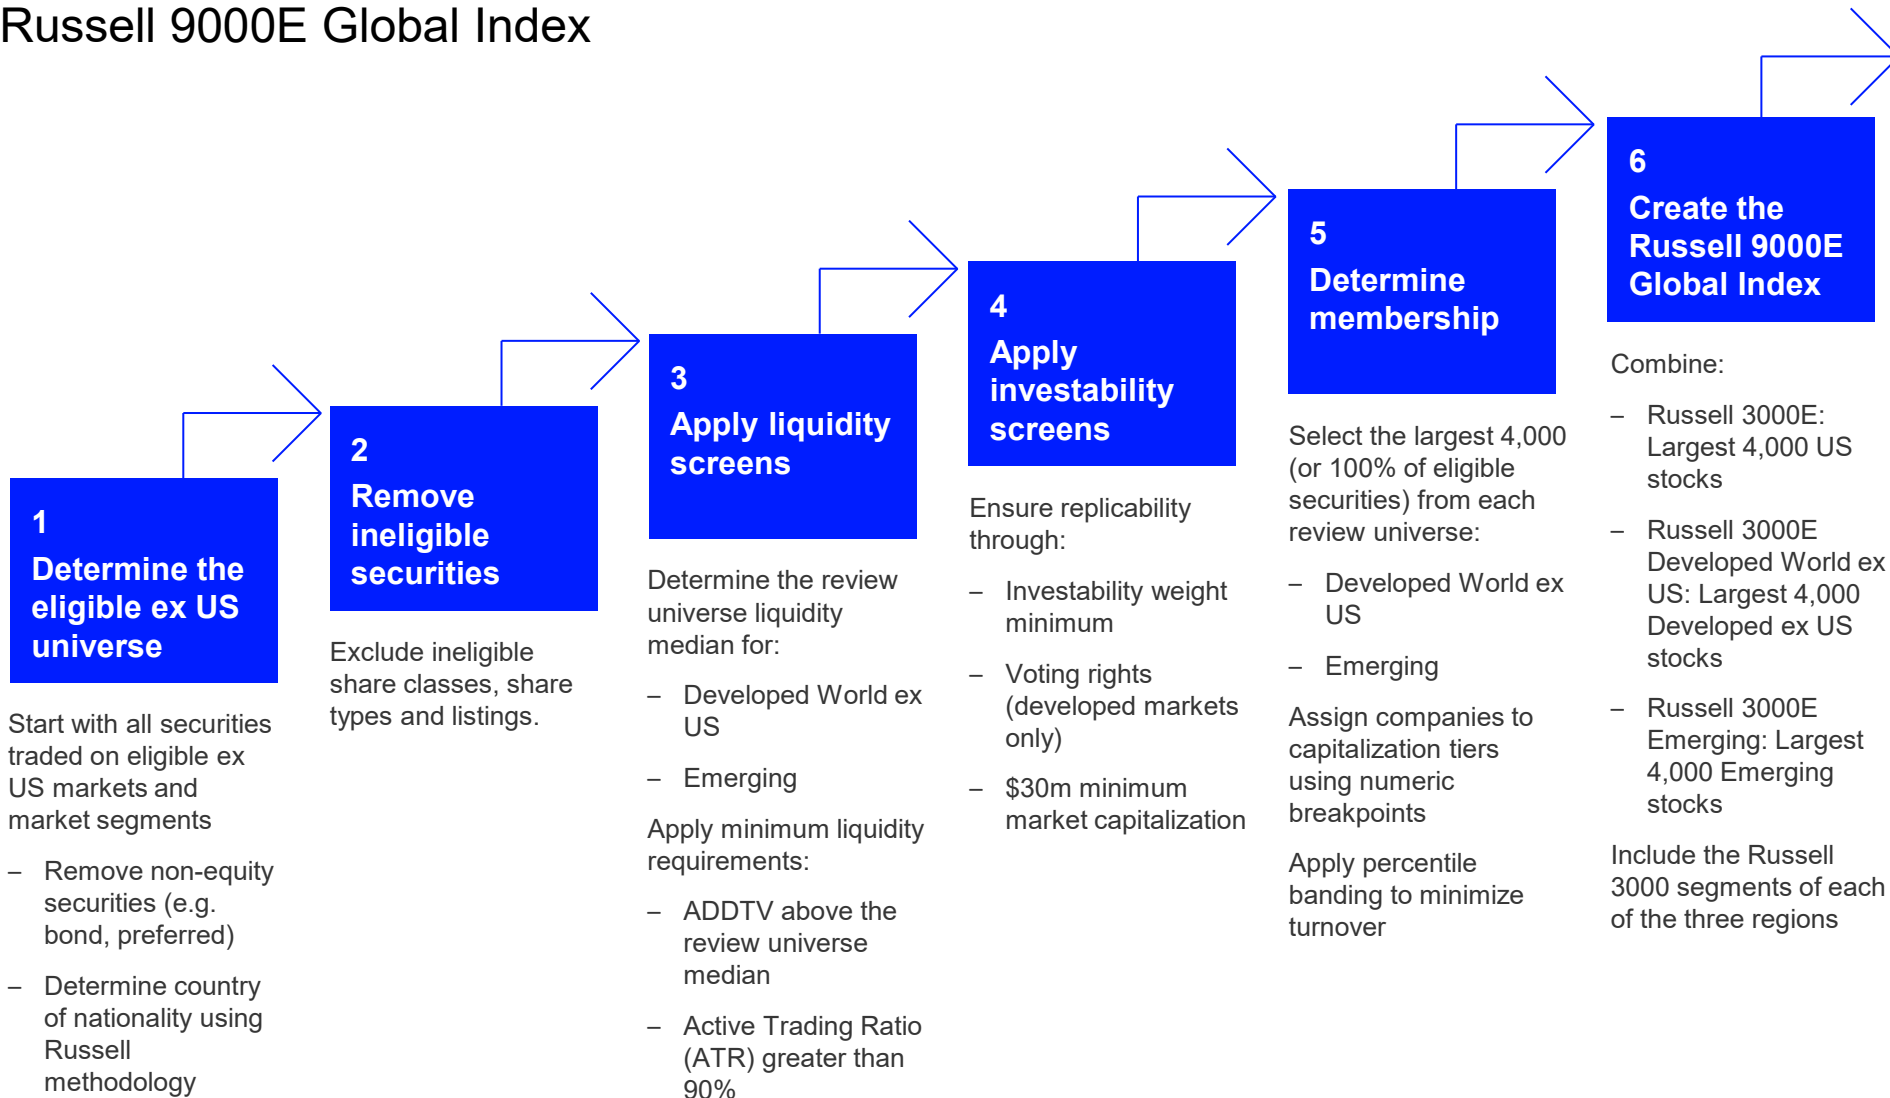 Russell 9000E Global Index
1
Determine the
eligible ex US
universe
Start with all securities
traded on eligible ex
US markets and
market segments
– Remove non-equity
securities (e.g.
bond, preferred)
– Determine country
of nationality using
Russell
methodology
2
Remove
ineligible
securities
Exclude ineligible
share classes, share
types and listings.
3
Apply liquidity
screens
Determine the review
universe liquidity
median for:
– Developed World ex
US
– Emerging
Apply minimum liquidity
requirements:
– ADDTV above the
review universe
median
– Active Trading Ratio
(ATR) greater than
90%
4
Apply
investability
screens
Ensure replicability
through:
– Investability weight
minimum
– Voting rights
(developed markets
only)
– $30m minimum
market capitalization
5
Determine
membership
Select the largest 4,000
(or 100% of eligible
securities) from each
review universe:
– Developed World ex
US
– Emerging
Assign companies to
capitalization tiers
using numeric
breakpoints
Apply percentile
banding to minimize
turnover
6
Create the
Russell 9000E
Global Index
Combine:
– Russell 3000E:
Largest 4,000 US
stocks
– Russell 3000E
Developed World ex
US: Largest 4,000
Developed ex US
stocks
– Russell 3000E
Emerging: Largest
4,000 Emerging
stocks
Include the Russell
3000 segments of each
of the three regions